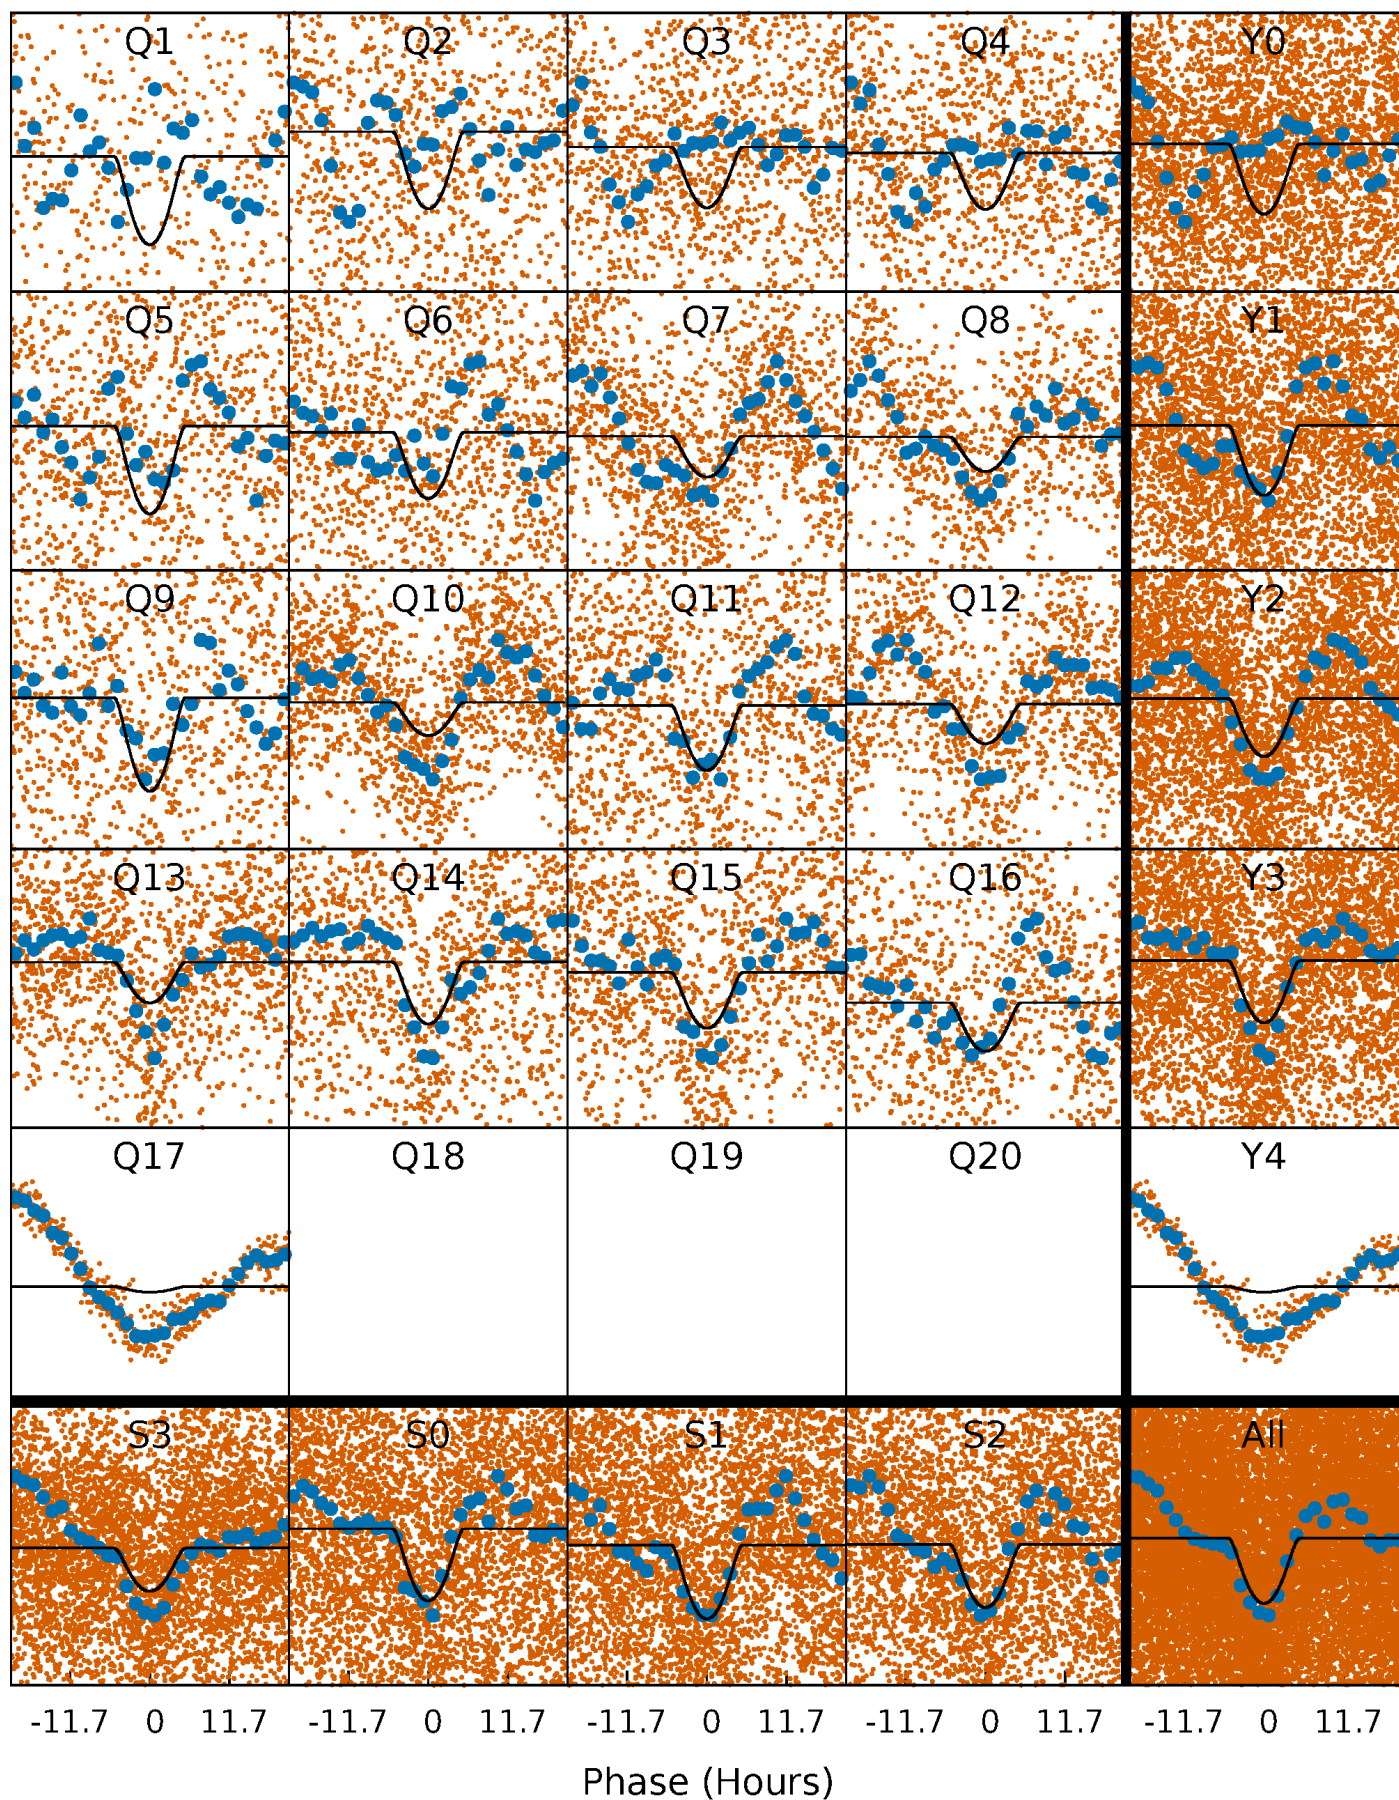 Q1 Q2 Q3 Q4 Y0
Q5 Q6 Q7 Q8 Y1
Q9 Q10 Q11 Q12 Y2
Q13 Q14 Q15 Q16 Y3
Q17 Q18 Q19 Q20 Y4
S3 S0 S1 S2 All
-11.7 0 11.7 -11.7 0 11.7 -11.7 0 11.7 -11.7 0 11.7 -11.7 0 11.7
Phase (Hours)